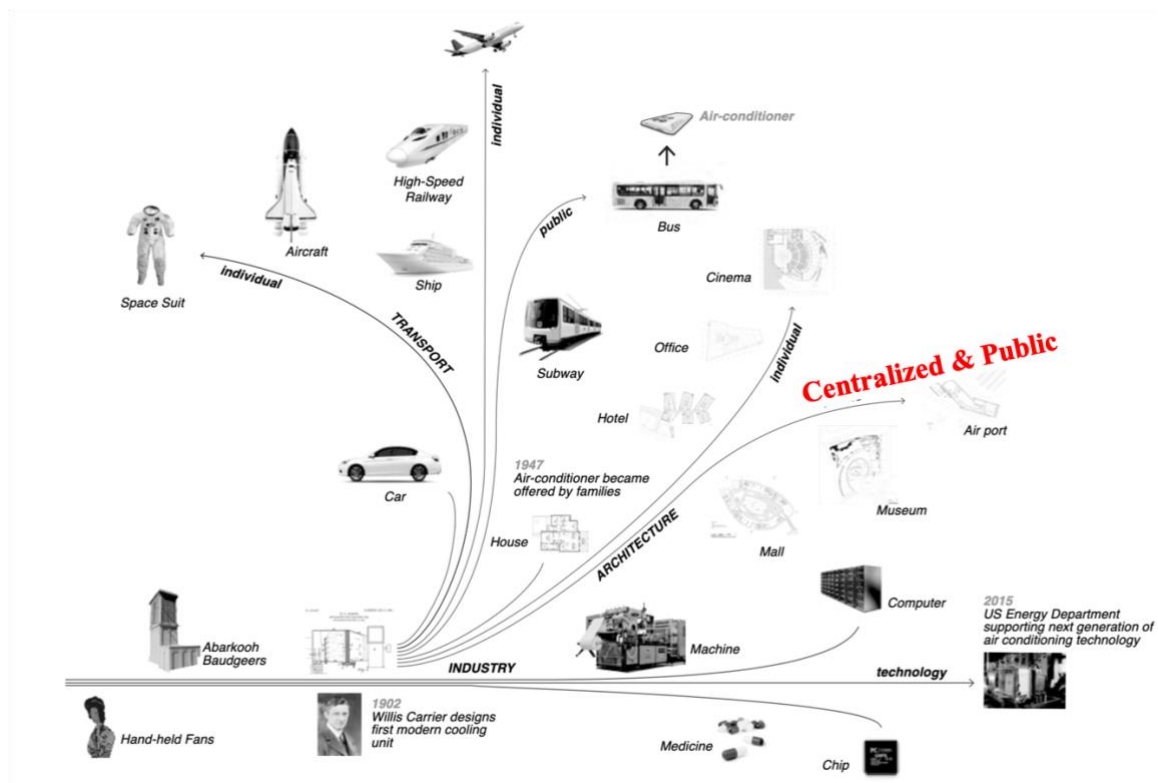 individual
Air-conditioner
High-Speed
Railway
Aircraft
public
Bus
individual
Space Suit
Ship
Cinema
TRANSPORT
Subway
Office
individual
Centralized & Public
Hotel
Air port
Car
1947
Air-conditioner became
offered by families
House
ARCHITECTURE
Museum
Mall
Computer
2015
US Energy Department
supporting next generation of
air conditioning technology
Abarkooh
Baudgeers
INDUSTRY
Machine
technology
1902
Willis Carrier designs
first modern cooling
unit
Hand-held Fans
Medicine
Chip
PC